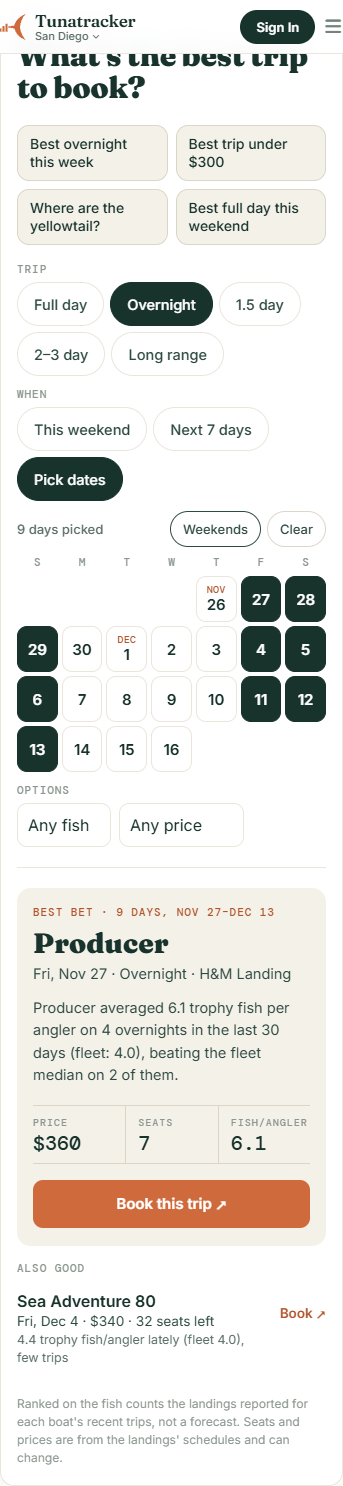 Tunatracker
San Diego
Sign In
What's the best trip
to book?
Best overnight
this week
Best trip under
$300
Where are the
yellowtail?
Best full day this
weekend
TRIP
Full day
Overnight
1.5 day
2–3 day
Long range
WHEN
This weekend
Next 7 days
Pick dates
9 days picked
Weekends
Clear
S M T W T F S
NOV
26 27 28
DEC
29 30 1 2 3 4 5
6 7 8 9 10 11 12
13 14 15 16
OPTIONS
Any fish
Any price
BEST BET · 9 DAYS, NOV 27–DEC 13
Producer
Fri, Nov 27 · Overnight · H&M Landing
Producer averaged 6.1 trophy fish per
angler on 4 overnights in the last 30
days (fleet: 4.0), beating the fleet
median on 2 of them.
PRICE SEATS FISH/ANGLER
$360 7 6.1
Book this trip ↗
ALSO GOOD
Sea Adventure 80
Fri, Dec 4 · $340 · 32 seats left
4.4 trophy fish/angler lately (fleet 4.0),
few trips
Book ↗
Ranked on the fish counts the landings reported for
each boat's recent trips, not a forecast. Seats and
prices are from the landings' schedules and can
change.